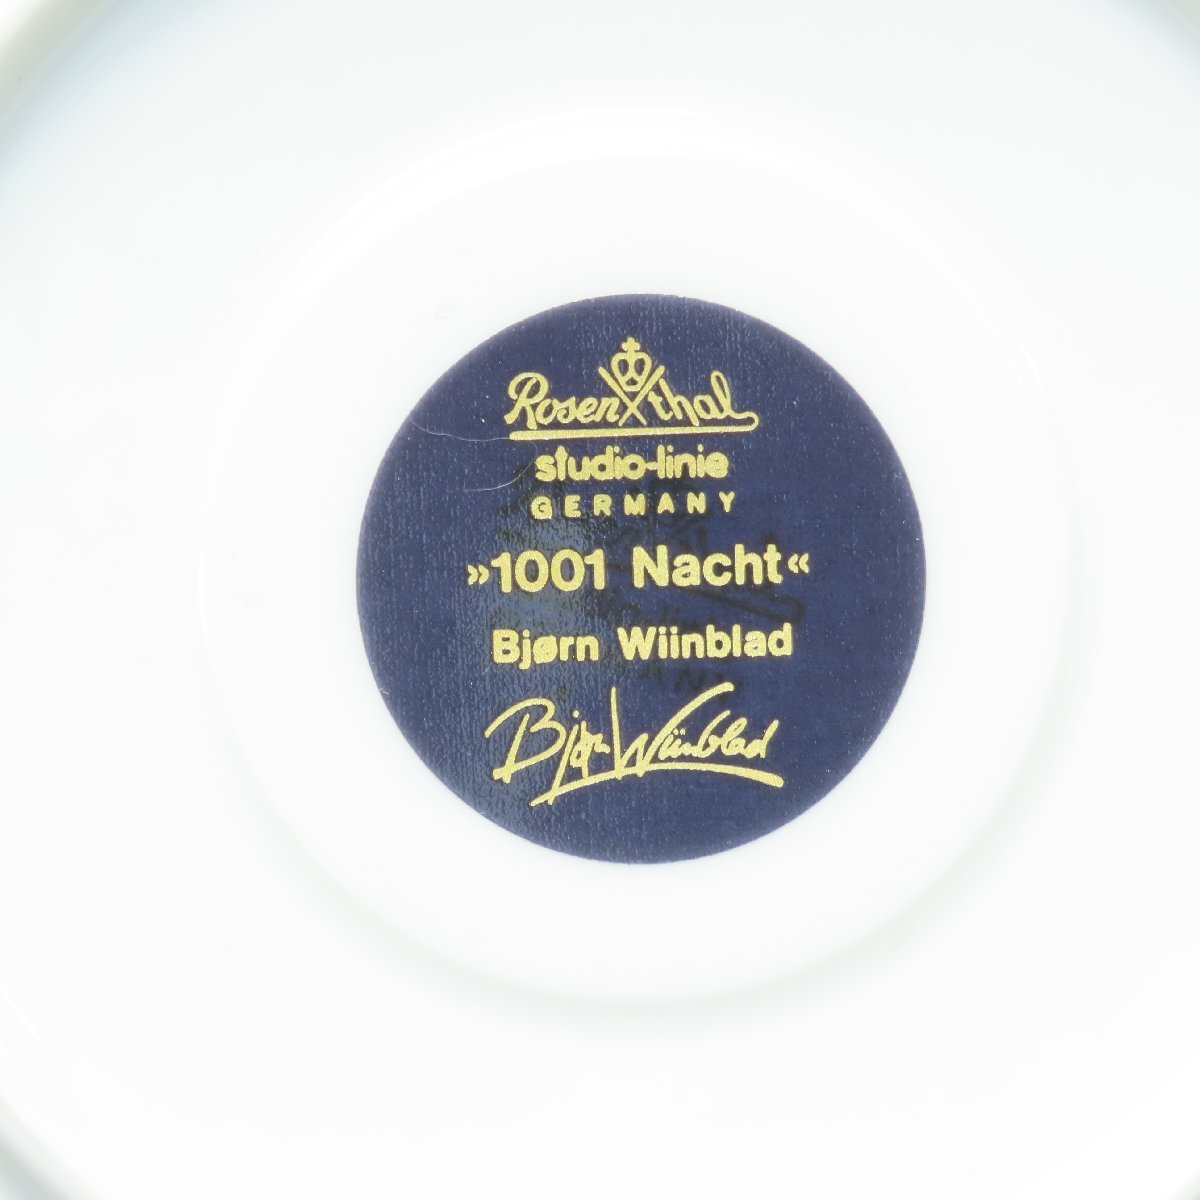 Rosenthal
studio-linie
GERMANY
»1001 Nacht«
Bjørn Wiinblad
Bjørn Wiinblad